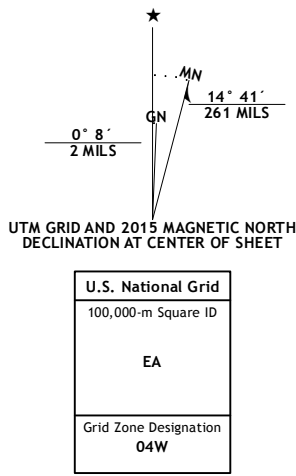 ★
MN
14° 41´
261 MILS
GN
0° 8´
2 MILS
UTM GRID AND 2015 MAGNETIC NORTH
DECLINATION AT CENTER OF SHEET
U.S. National Grid
100,000-m Square ID
EA
Grid Zone Designation
04W